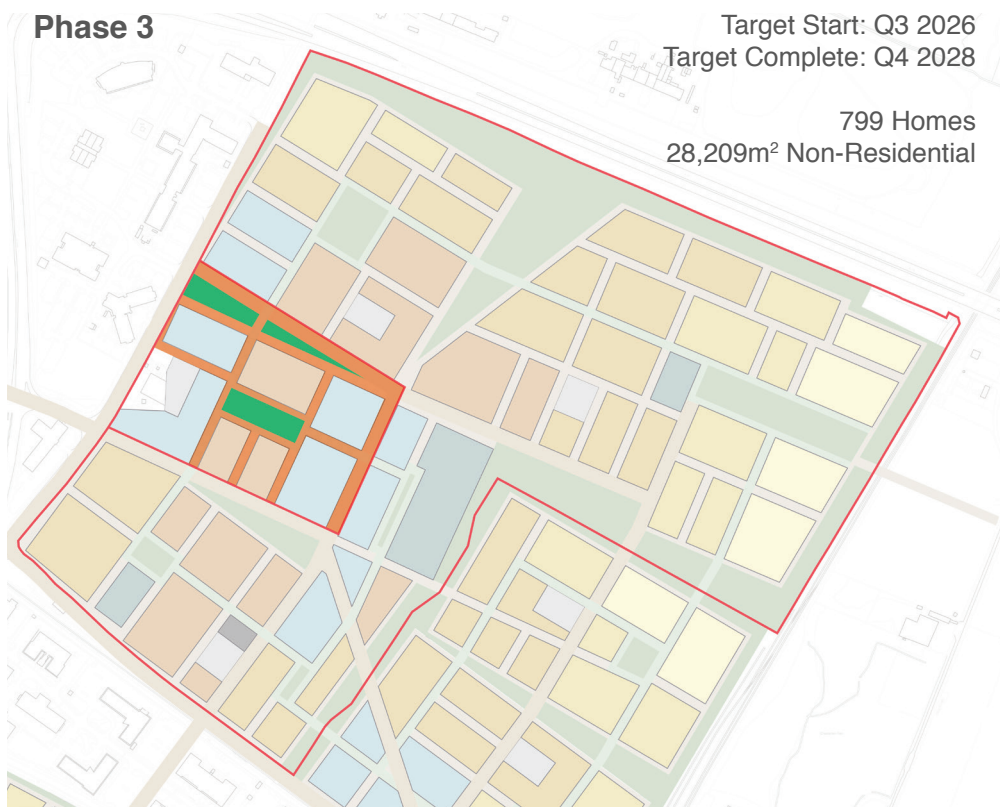 Phase 3
Target Start: Q3 2026
Target Complete: Q4 2028
799 Homes
28,209m² Non-Residential